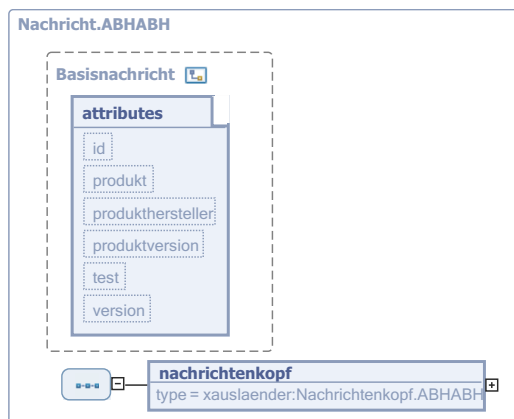 Nachricht.ABHABH
Basisnachricht
attributes
id
produkt
produkthersteller
produktversion
test
version
nachrichtenkopf
type = xauslaender:Nachrichtenkopf.ABHABH